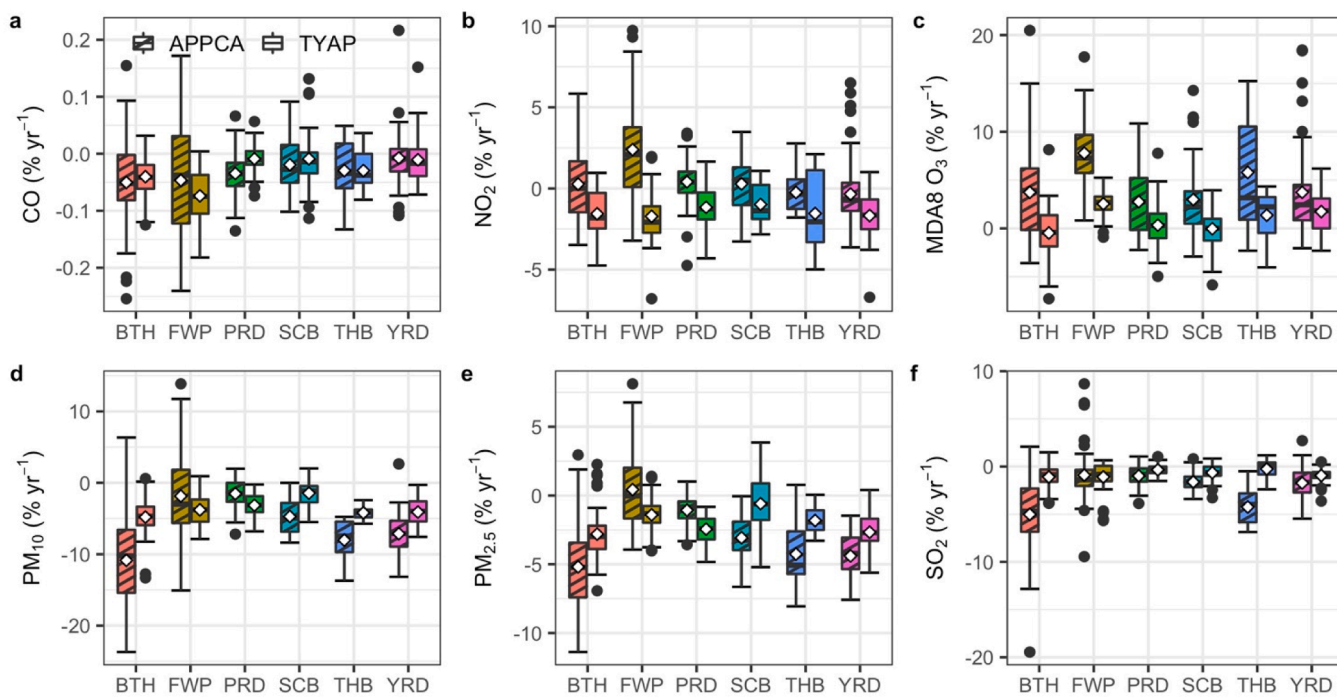 a
APPCA TYAP
CO (% yr⁻¹)
0.2
0.1
0.0
-0.1
-0.2
BTH FWP PRD SCB THB YRD
b
NO₂ (% yr⁻¹)
10
5
0
-5
BTH FWP PRD SCB THB YRD
c
MDA8 O₃ (% yr⁻¹)
20
10
0
BTH FWP PRD SCB THB YRD
d
PM₁₀ (% yr⁻¹)
10
0
-10
-20
BTH FWP PRD SCB THB YRD
e
PM₂.₅ (% yr⁻¹)
5
0
-5
-10
BTH FWP PRD SCB THB YRD
f
SO₂ (% yr⁻¹)
10
0
-10
-20
BTH FWP PRD SCB THB YRD